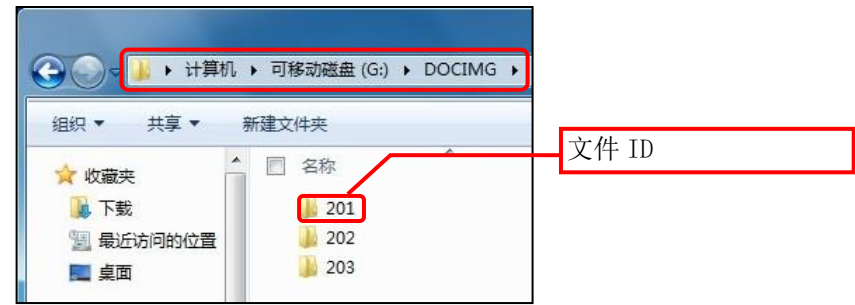 计算机 可移动磁盘 (G:) DOCIMG
组织 共享 新建文件夹
收藏夹
下载
最近访问的位置
桌面
名称
201
202
203
文件 ID